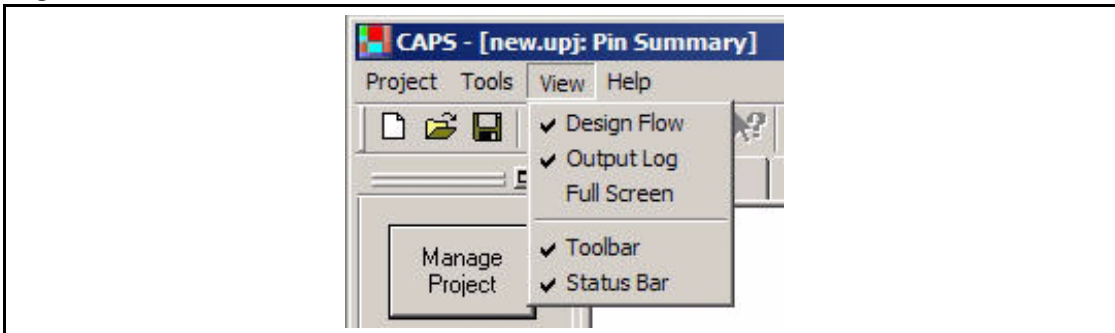 CAPS - [new.upj: Pin Summary]
Project Tools View Help
Design Flow
Output Log
Full Screen
Toolbar
Status Bar
Manage
Project